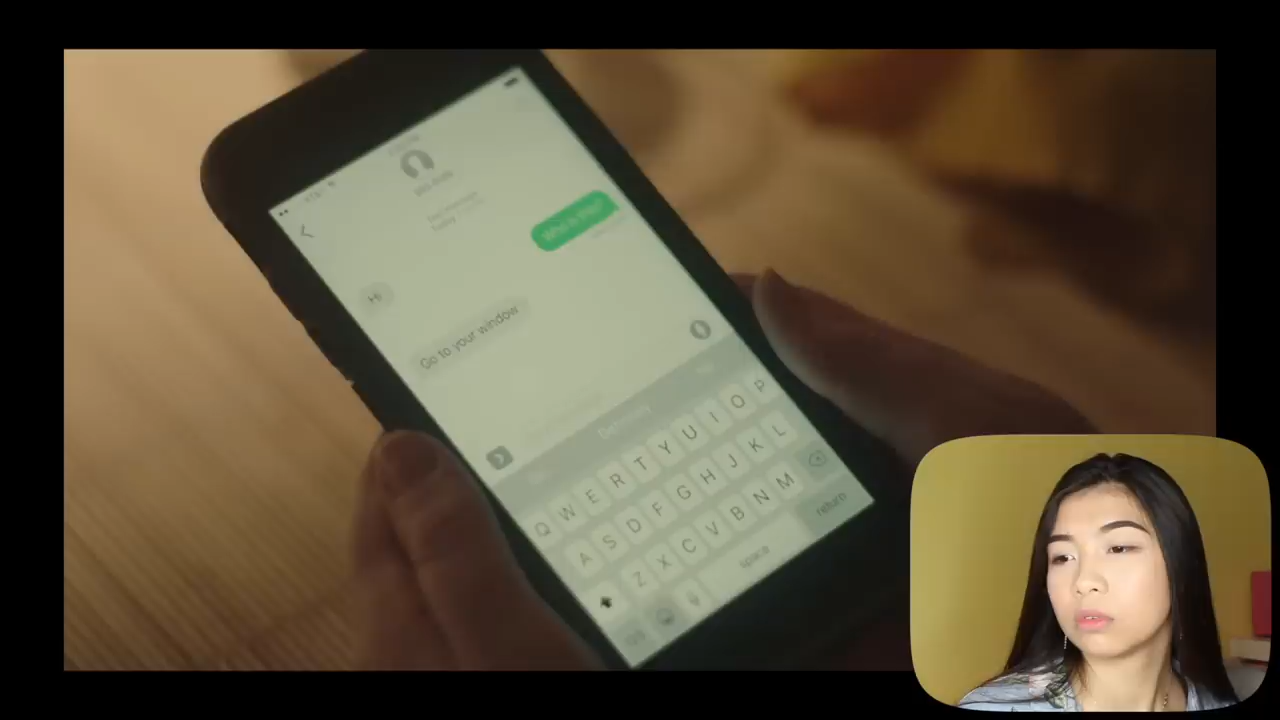 Who is this?
Hi
Go to your window
Q W E R T Y U I O P
A S D F G H J K L
Z X C V B N M
space
return